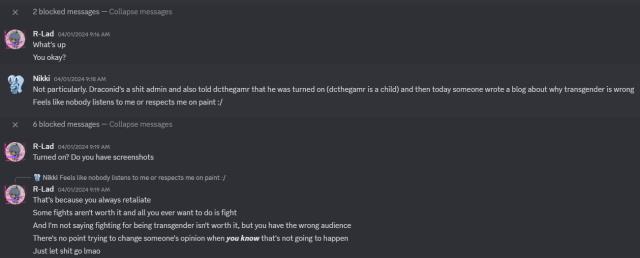 2 blocked messages — Collapse messages
R-Lad 04/01/2024 9:16 AM
What's up
You okay?
Nikki 04/01/2024 9:18 AM
Not particularly. Draconid's a shit admin and also told dcthegamr that he was turned on (dcthegamr is a child) and then today someone wrote a blog about why transgender is wrong
Feels like nobody listens to me or respects me on paint :/
6 blocked messages — Collapse messages
R-Lad 04/01/2024 9:19 AM
Turned on? Do you have screenshots
Nikki Feels like nobody listens to me or respects me on paint :/
R-Lad 04/01/2024 9:19 AM
That's because you always retaliate
Some fights aren't worth it and all you ever want to do is fight
And I'm not saying fighting for being transgender isn't worth it, but you have the wrong audience
There's no point trying to change someone's opinion when you know that's not going to happen
Just let shit go lmao